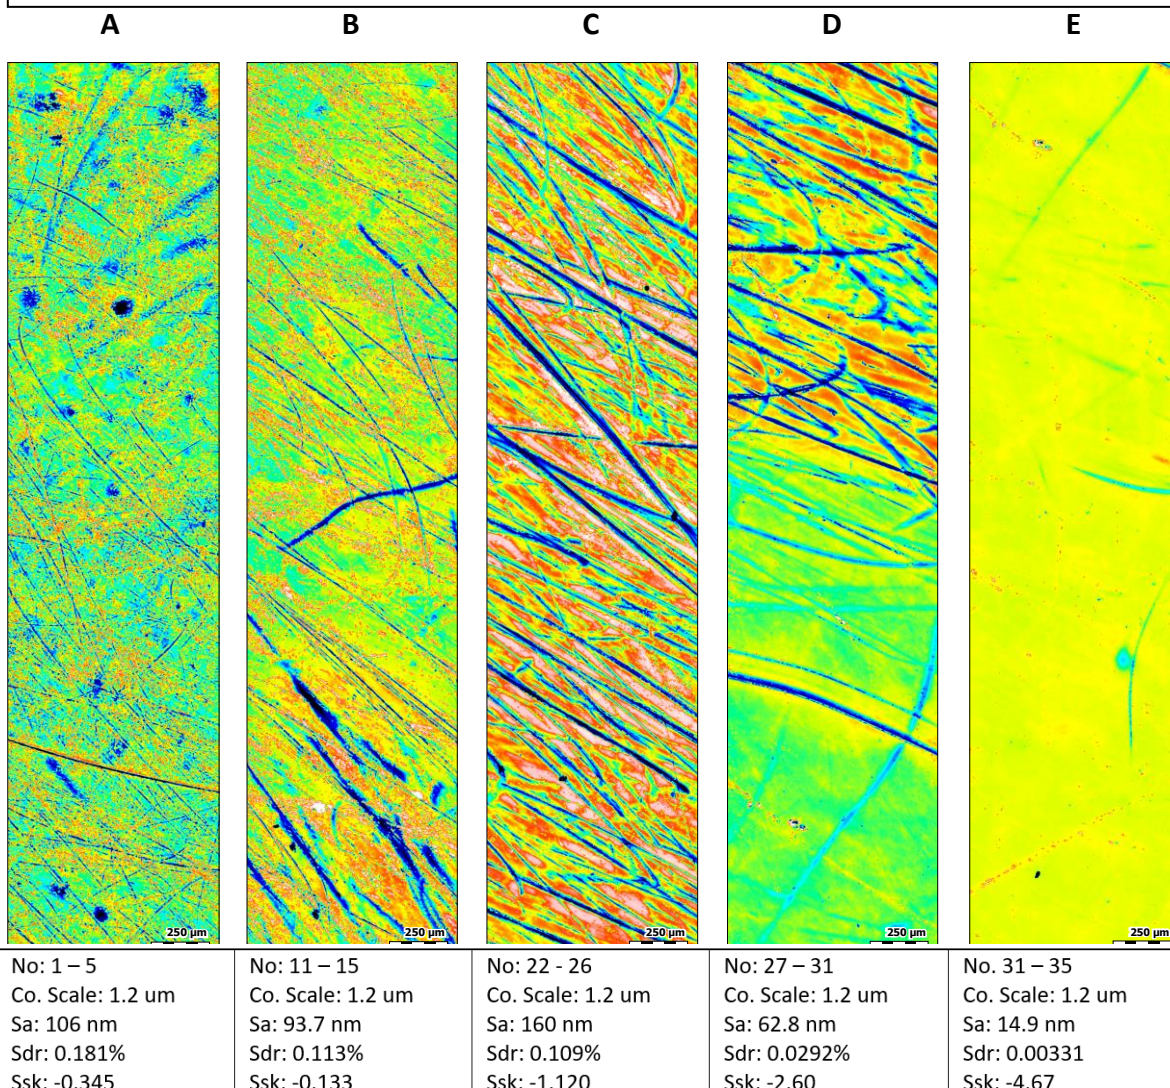 A B C D E
250 µm 250 µm 250 µm 250 µm 250 µm
No: 1 – 5
Co. Scale: 1.2 um
Sa: 106 nm
Sdr: 0.181%
Ssk: -0.345
No: 11 – 15
Co. Scale: 1.2 um
Sa: 93.7 nm
Sdr: 0.113%
Ssk: -0.133
No: 22 - 26
Co. Scale: 1.2 um
Sa: 160 nm
Sdr: 0.109%
Ssk: -1.120
No: 27 – 31
Co. Scale: 1.2 um
Sa: 62.8 nm
Sdr: 0.0292%
Ssk: -2.60
No. 31 – 35
Co. Scale: 1.2 um
Sa: 14.9 nm
Sdr: 0.00331
Ssk: -4.67